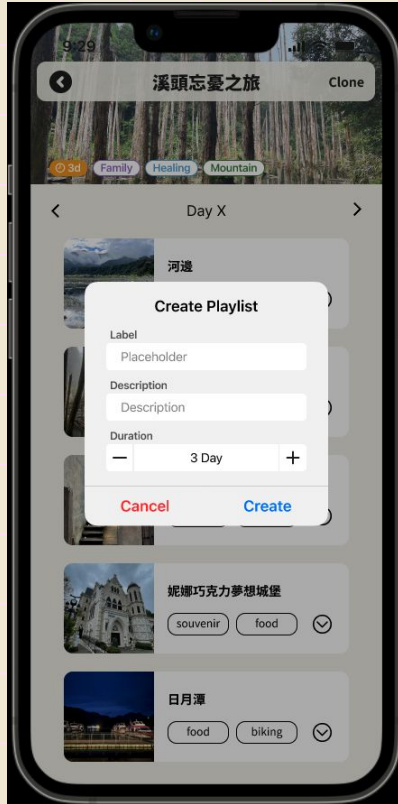 9:29
溪頭忘憂之旅
Clone
3d
Family
Healing
Mountain
Day X
河邊
Create Playlist
Label
Placeholder
Description
Description
Duration
3 Day
Cancel
Create
妮娜巧克力夢想城堡
souvenir
food
日月潭
food
biking